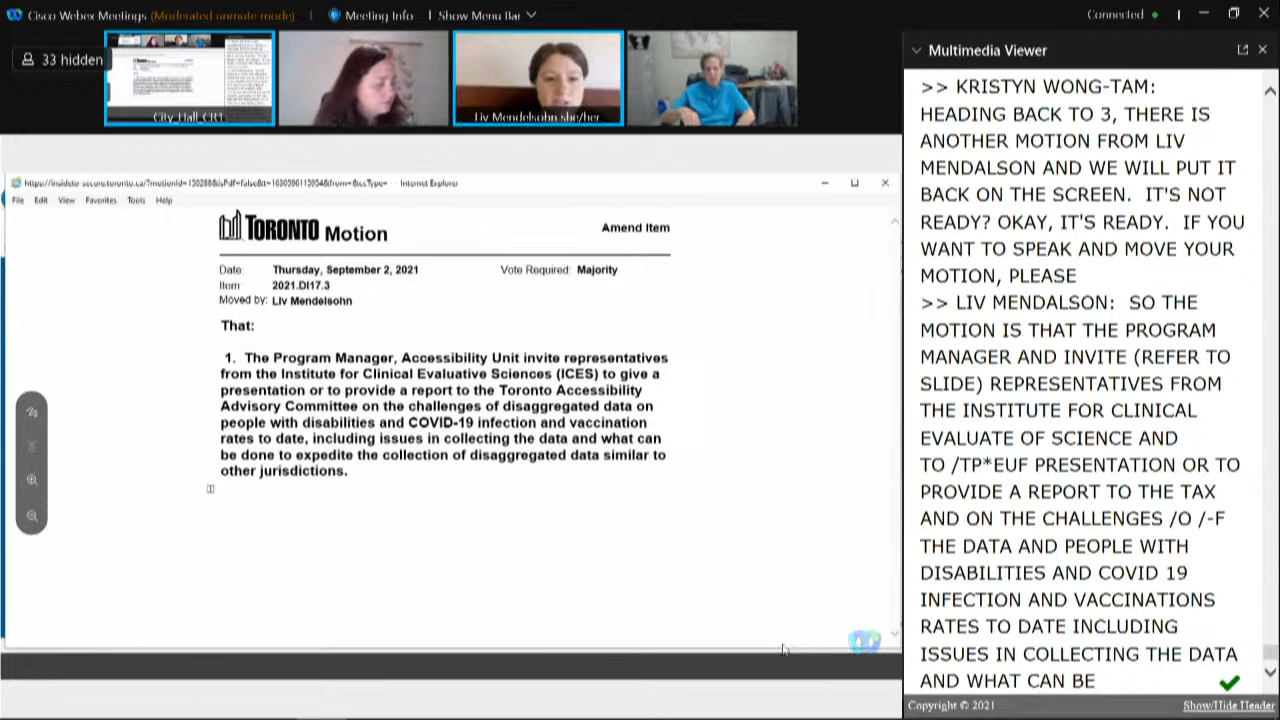 Cisco Webex Meetings (Moderated unmute mode) | Meeting Info | Show Menu Bar
Connected
33 hidden
City_Hall_CR1
Liv Mendelsohn she/her
Multimedia Viewer
Internet Explorer
File Edit View Favorites Tools Help
TORONTO Motion
Amend Item
Date: Thursday, September 2, 2021 Vote Required: Majority
Item 2021.DI17.3
Moved by: Liv Mendelsohn
That:
1. The Program Manager, Accessibility Unit invite representatives
from the Institute for Clinical Evaluative Sciences (ICES) to give a
presentation or to provide a report to the Toronto Accessibility
Advisory Committee on the challenges of disaggregated data on
people with disabilities and COVID-19 infection and vaccination
rates to date, including issues in collecting the data and what can
be done to expedite the collection of disaggregated data similar to
other jurisdictions.
>> KRISTYN WONG-TAM:
HEADING BACK TO 3, THERE IS
ANOTHER MOTION FROM LIV
MENDALSON AND WE WILL PUT IT
BACK ON THE SCREEN. IT'S NOT
READY? OKAY, IT'S READY. IF YOU
WANT TO SPEAK AND MOVE YOUR
MOTION, PLEASE
>> LIV MENDALSON: SO THE
MOTION IS THAT THE PROGRAM
MANAGER AND INVITE (REFER TO
SLIDE) REPRESENTATIVES FROM
THE INSTITUTE FOR CLINICAL
EVALUATE OF SCIENCE AND
TO /TP*EUF PRESENTATION OR TO
PROVIDE A REPORT TO THE TAX
AND ON THE CHALLENGES /O /-F
THE DATA AND PEOPLE WITH
DISABILITIES AND COVID 19
INFECTION AND VACCINATIONS
RATES TO DATE INCLUDING
ISSUES IN COLLECTING THE DATA
AND WHAT CAN BE
Copyright © 2021 Show/Hide Header